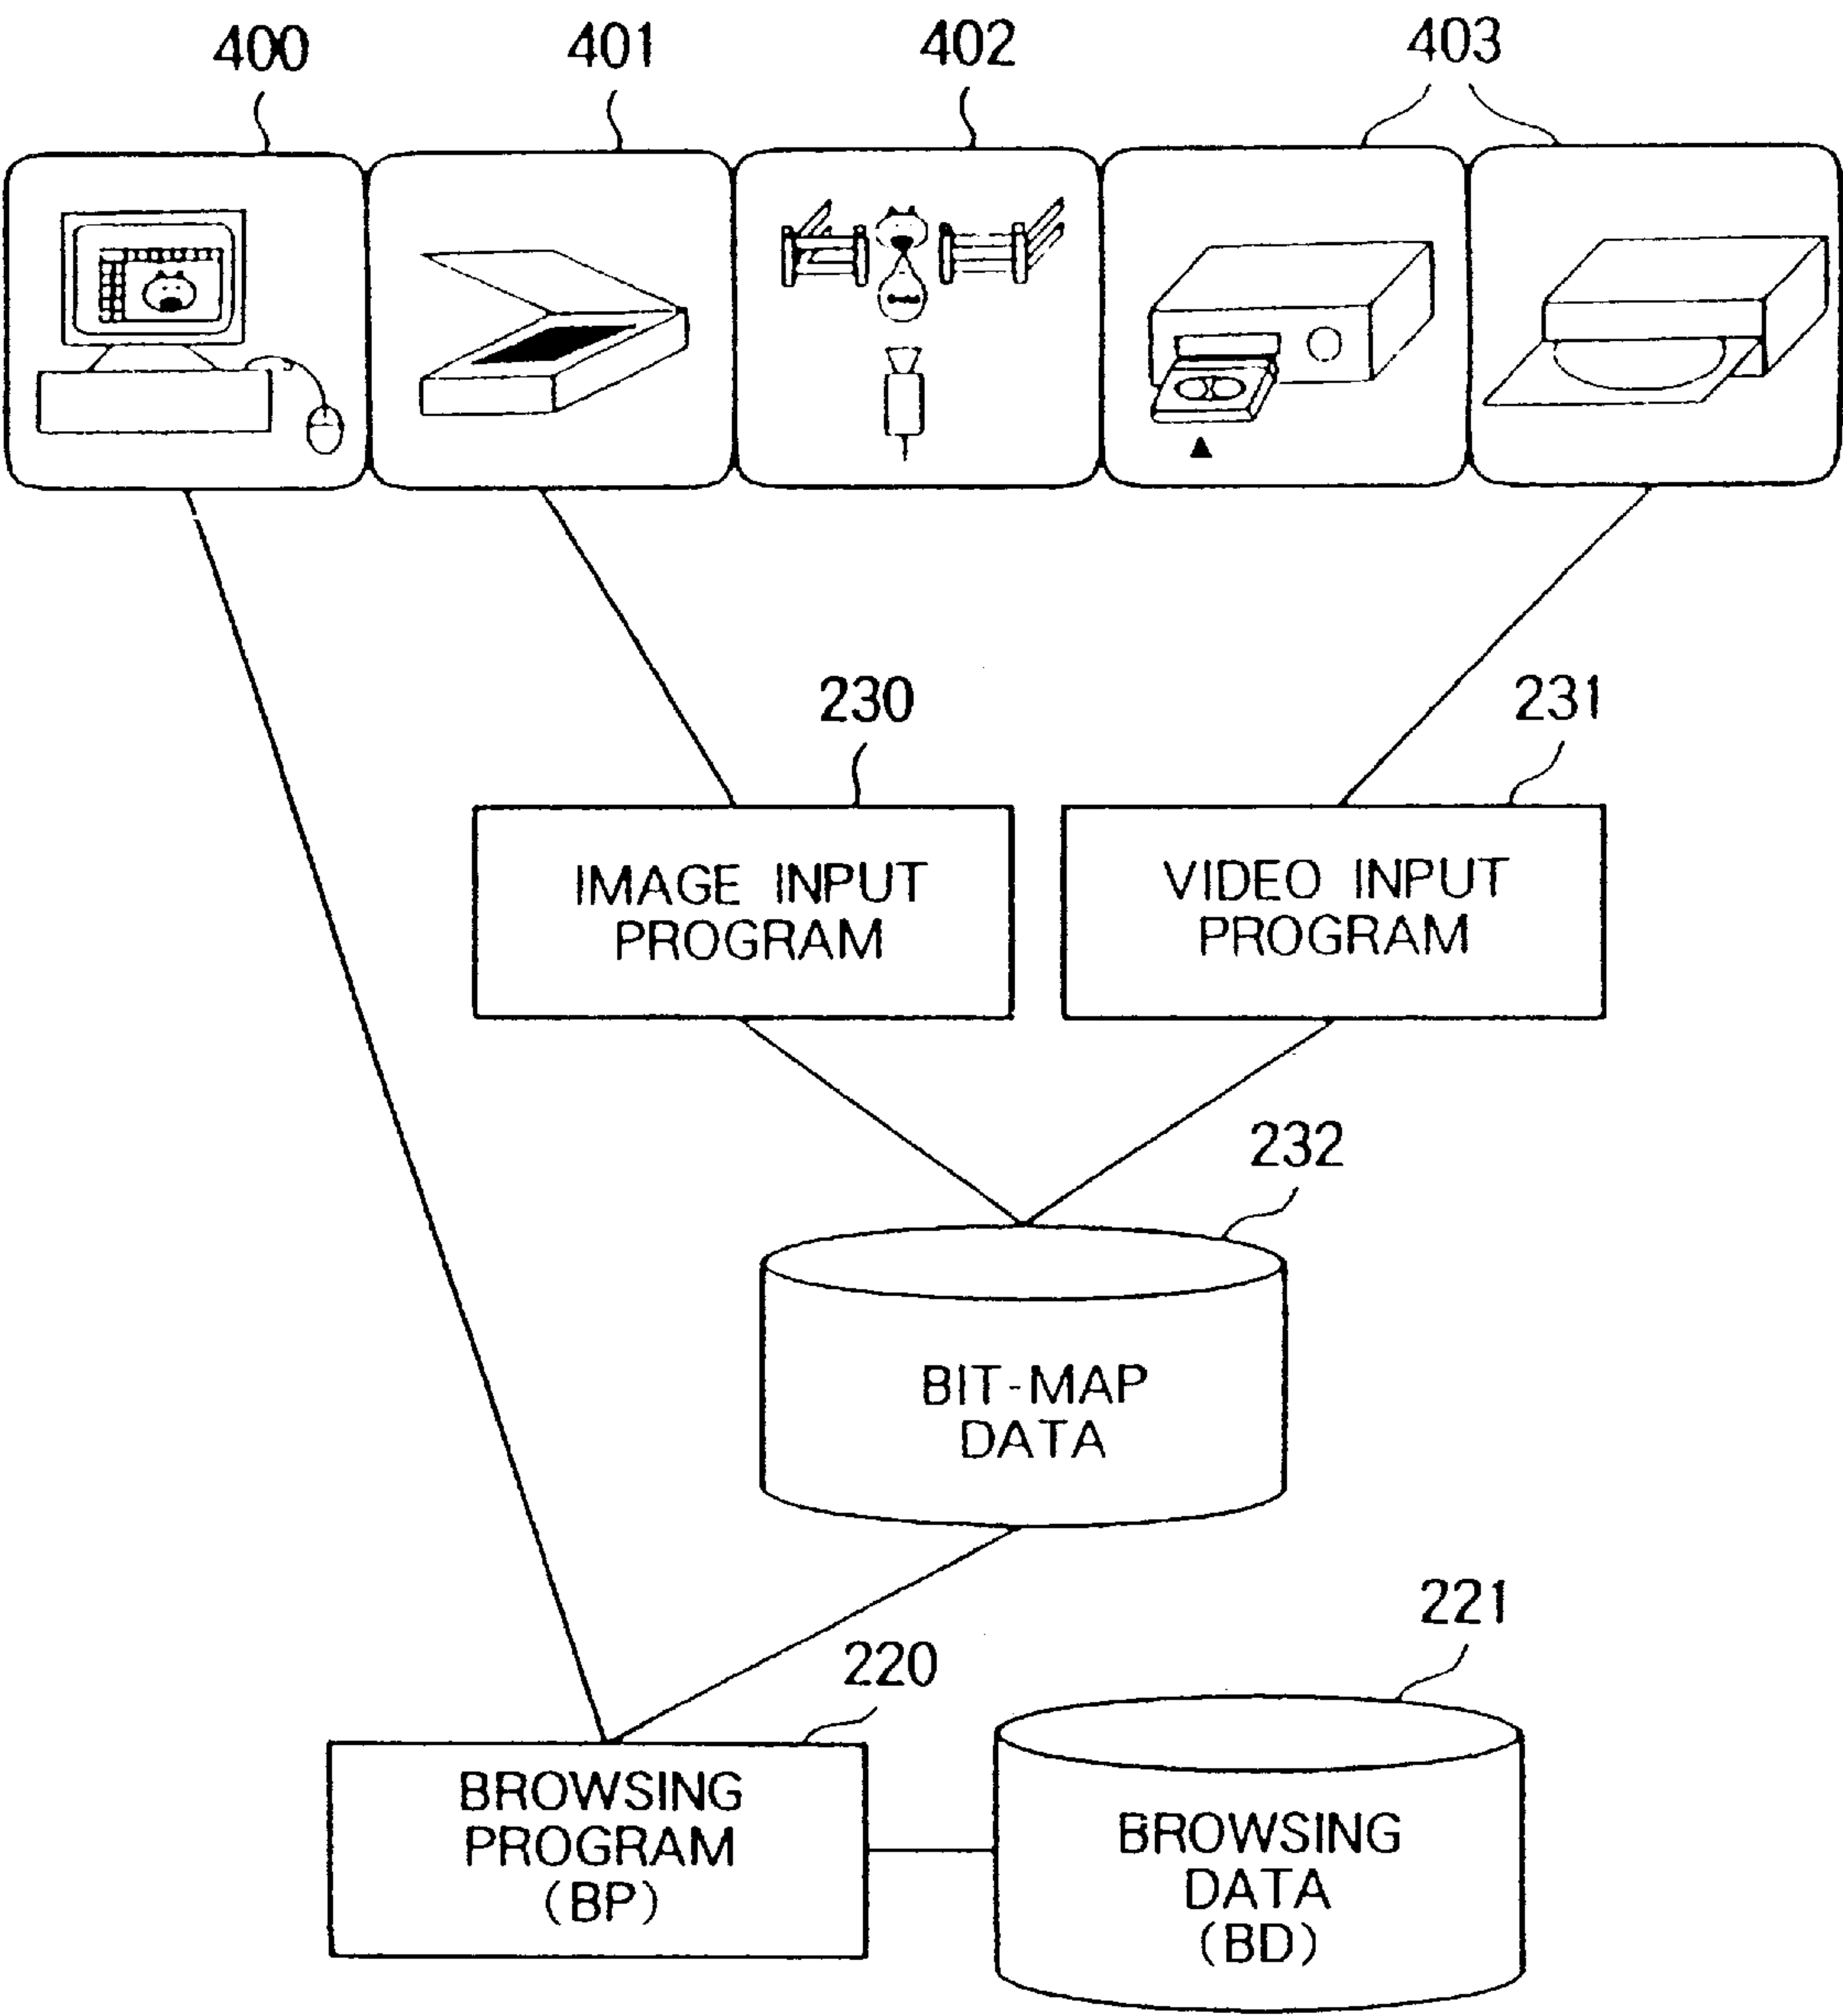 400
401
402
403
230
231
IMAGE INPUT
PROGRAM
VIDEO INPUT
PROGRAM
232
BIT-MAP
DATA
220
221
BROWSING
PROGRAM
(BP)
BROWSING
DATA
(BD)